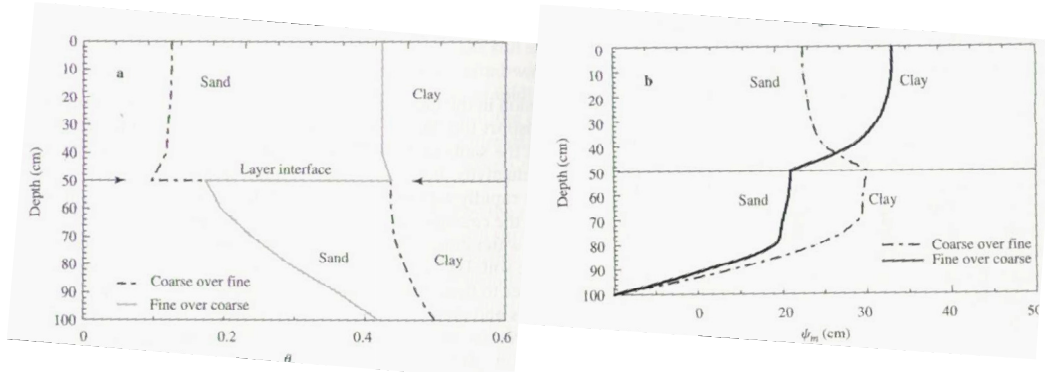 a
Depth (cm)
0
10
20
30
40
50
60
70
80
90
100
Sand
Clay
Layer interface
Sand
Clay
Coarse over fine
Fine over coarse
0
0.2
0.4
0.6
θ
b
Depth (cm)
0
10
20
30
40
50
60
70
80
90
100
Sand
Clay
Sand
Clay
Coarse over fine
Fine over coarse
0
20
30
40
50
ψm (cm)